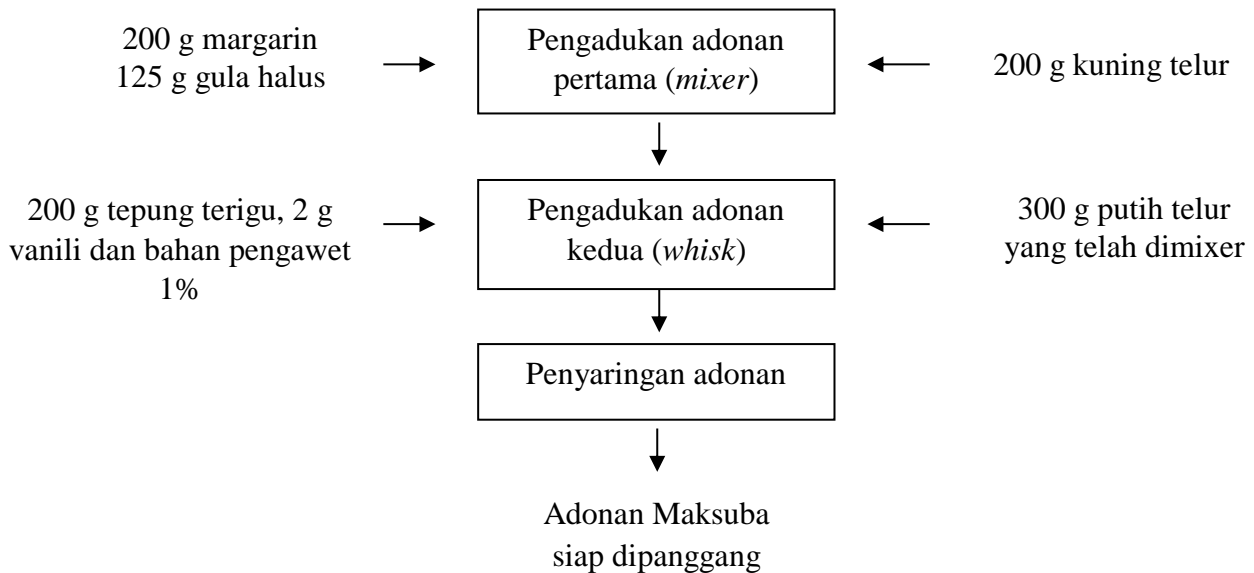 200 g margarin
125 g gula halus
Pengadukan adonan
pertama (mixer)
200 g kuning telur
200 g tepung terigu, 2 g
vanili dan bahan pengawet
1%
Pengadukan adonan
kedua (whisk)
300 g putih telur
yang telah dimixer
Penyaringan adonan
Adonan Maksuba
siap dipanggang